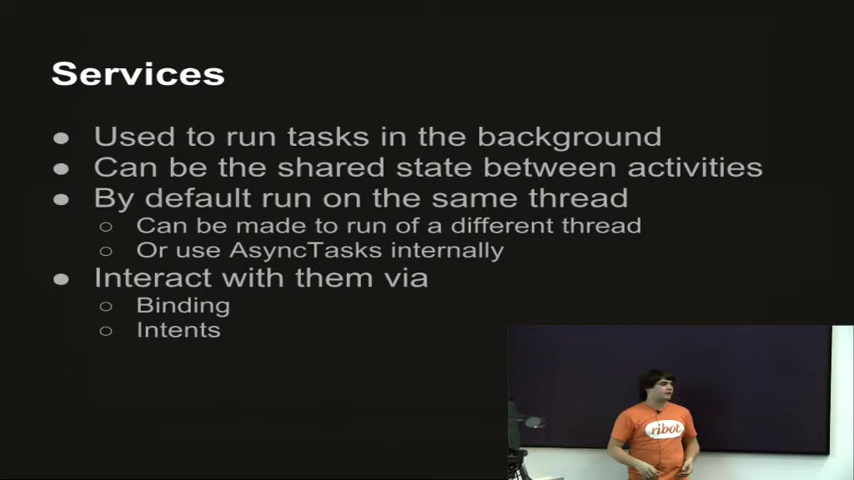 Services
● Used to run tasks in the background
● Can be the shared state between activities
● By default run on the same thread
○ Can be made to run of a different thread
○ Or use AsyncTasks internally
● Interact with them via
○ Binding
○ Intents
ribot